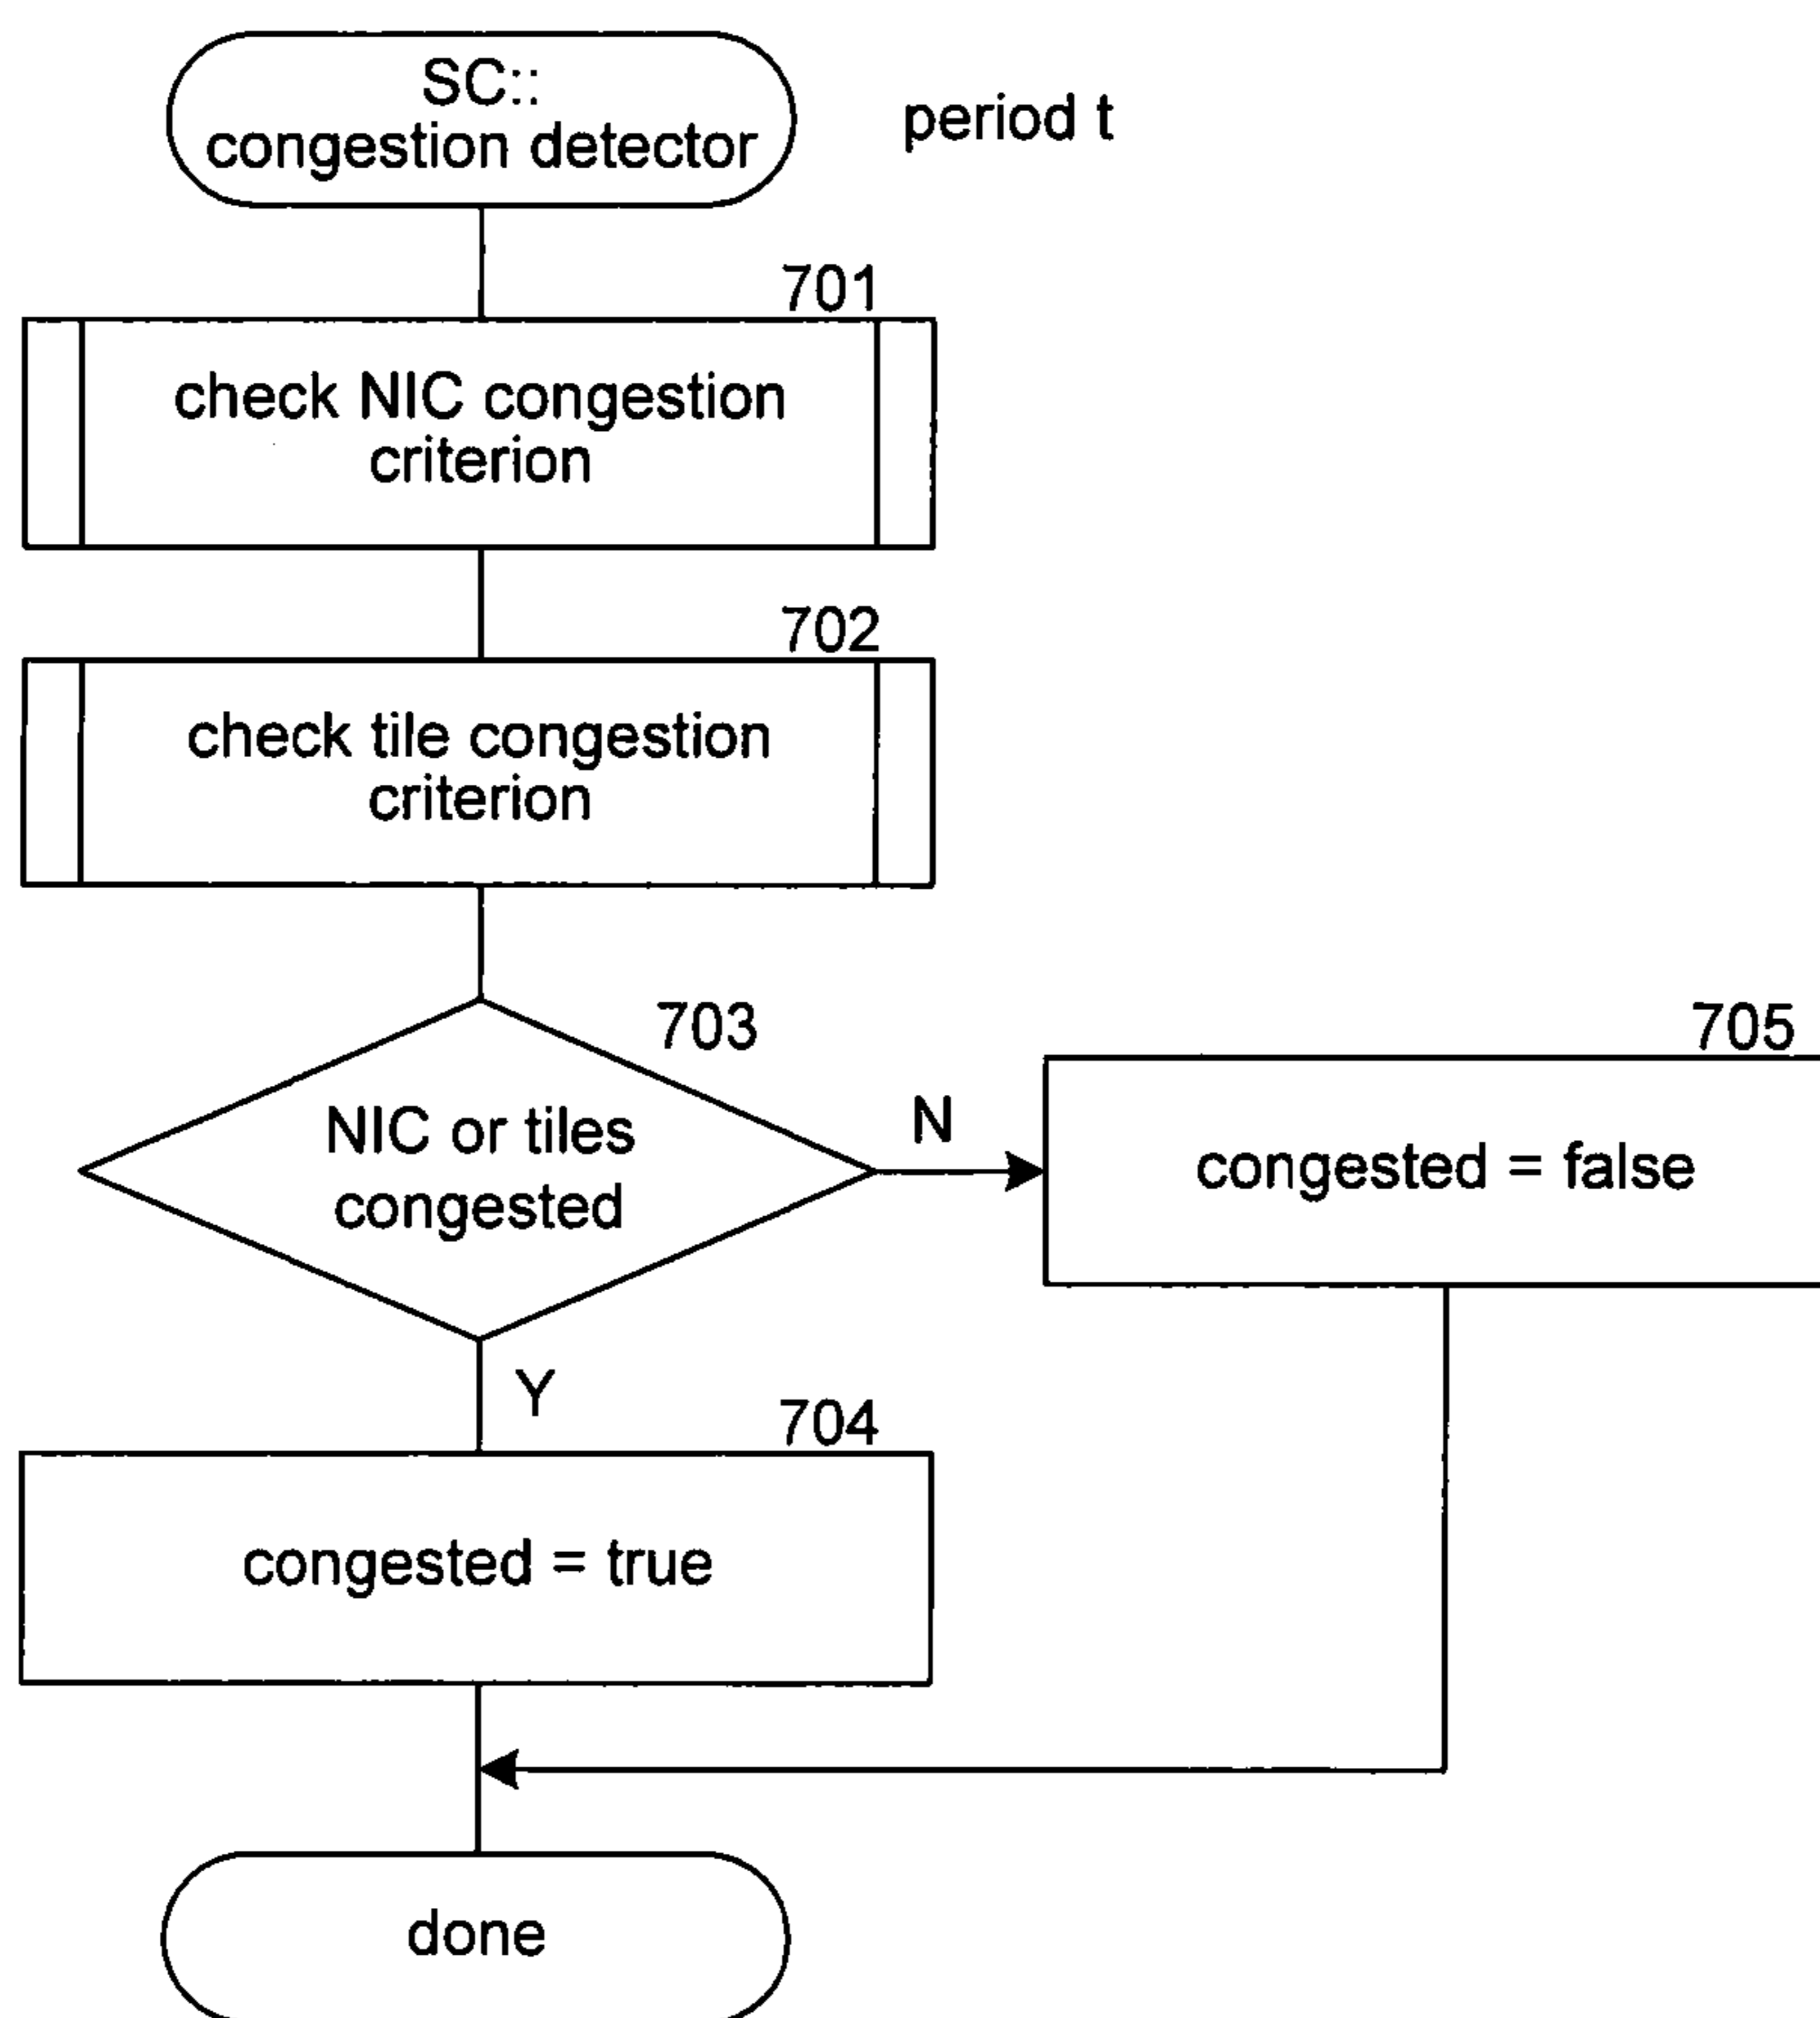 SC::
congestion detector
period t
701
check NIC congestion
criterion
702
check tile congestion
criterion
703
NIC or tiles
congested
N
705
congested = false
Y
704
congested = true
done